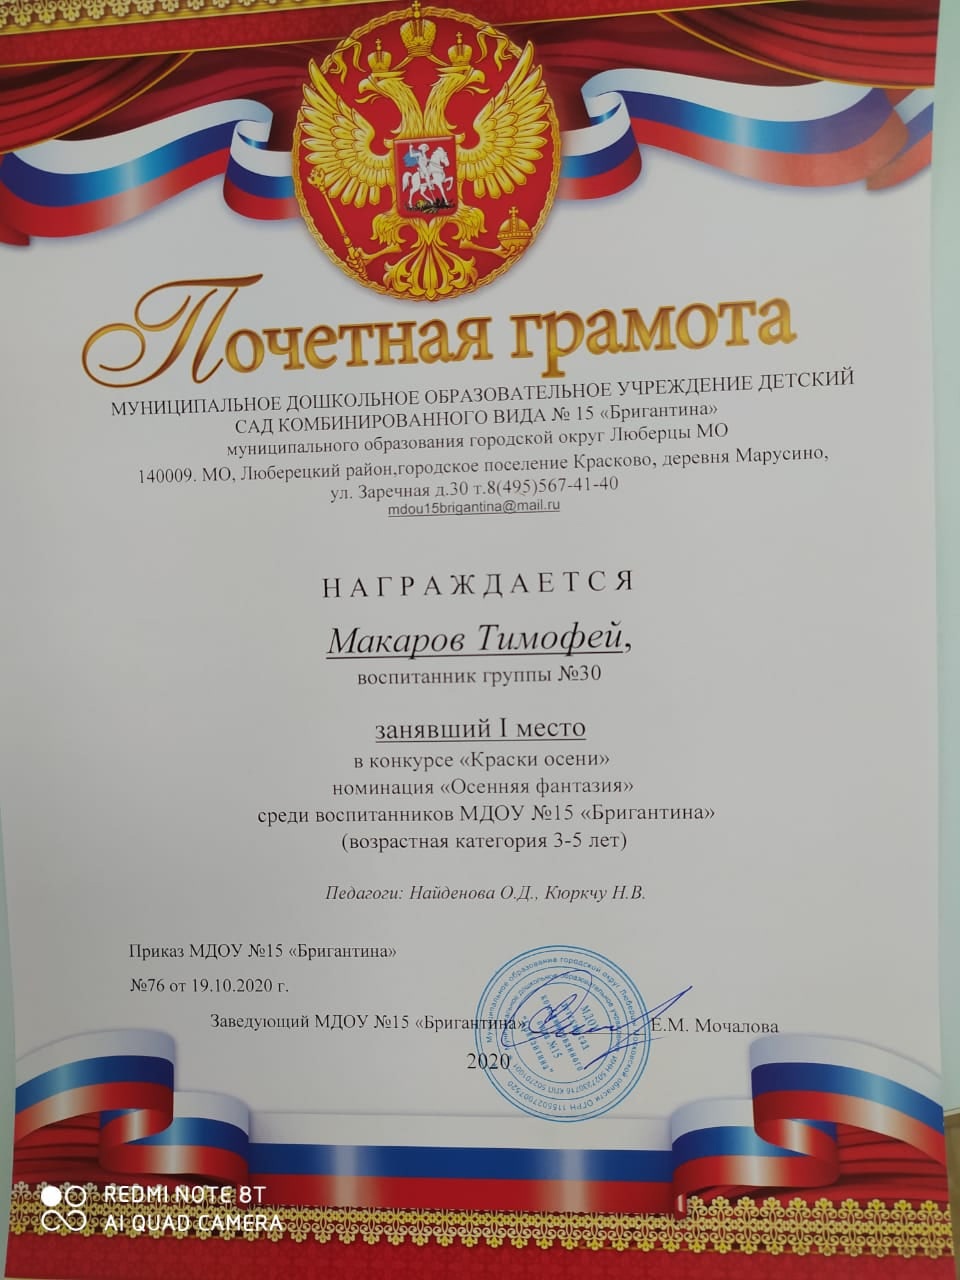 Почетная грамота
МУНИЦИПАЛЬНОЕ ДОШКОЛЬНОЕ ОБРАЗОВАТЕЛЬНОЕ УЧРЕЖДЕНИЕ ДЕТСКИЙ
САД КОМБИНИРОВАННОГО ВИДА № 15 «Бригантина»
муниципального образования городской округ Люберцы МО
140009. МО, Люберецкий район,городское поселение Красково, деревня Марусино,
ул. Заречная д.30 т.8(495)567-41-40
mdou15brigantina@mail.ru
НАГРАЖДАЕТСЯ
Макаров Тимофей,
воспитанник группы №30
занявший I место
в конкурсе «Краски осени»
номинация «Осенняя фантазия»
среди воспитанников МДОУ №15 «Бригантина»
(возрастная категория 3-5 лет)
Педагоги: Найденова О.Д., Кюркчу Н.В.
Приказ МДОУ №15 «Бригантина»
№76 от 19.10.2020 г.
Заведующий МДОУ №15 «Бригантина» Е.М. Мочалова
2020
REDMI NOTE 8T
AI QUAD CAMERA